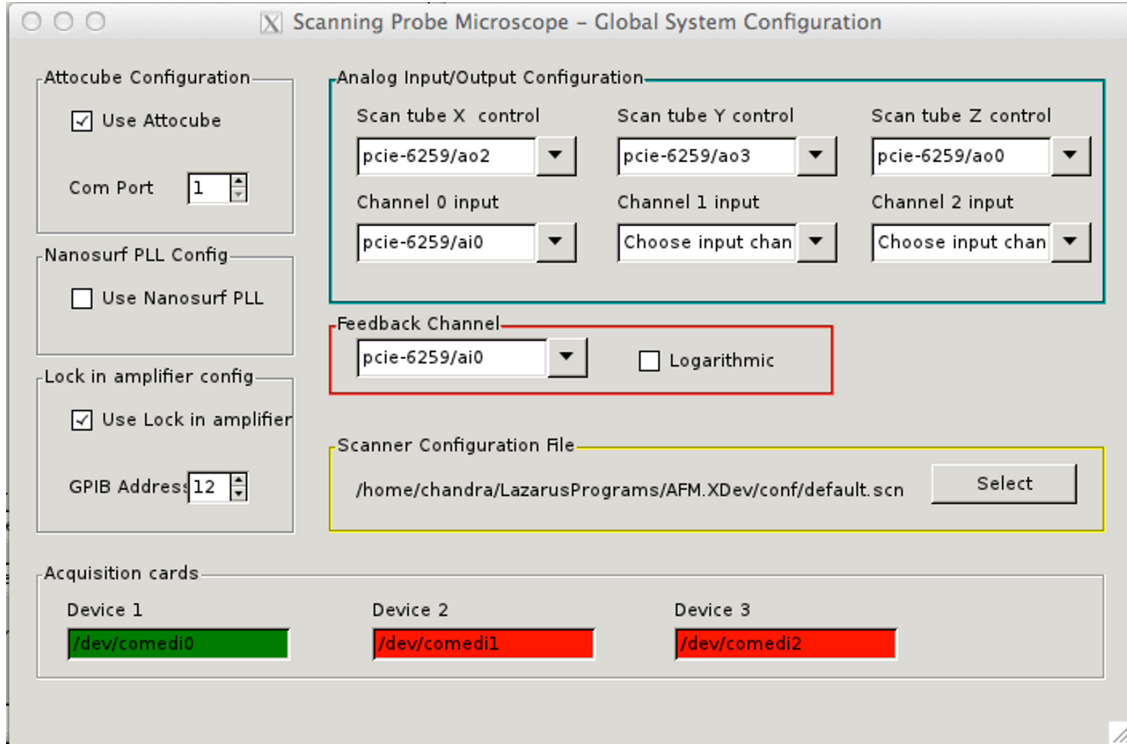 Scanning Probe Microscope – Global System Configuration
Attocube Configuration
Use Attocube
Com Port 1
Nanosurf PLL Config
Use Nanosurf PLL
Lock in amplifier config
Use Lock in amplifier
GPIB Address 12
Analog Input/Output Configuration
Scan tube X control Scan tube Y control Scan tube Z control
pcie-6259/ao2 pcie-6259/ao3 pcie-6259/ao0
Channel 0 input Channel 1 input Channel 2 input
pcie-6259/ai0 Choose input chan Choose input chan
Feedback Channel
pcie-6259/ai0 Logarithmic
Scanner Configuration File
/home/chandra/LazarusPrograms/AFM.XDev/conf/default.scn Select
Acquisition cards
Device 1 Device 2 Device 3
/dev/comedi0 /dev/comedi1 /dev/comedi2